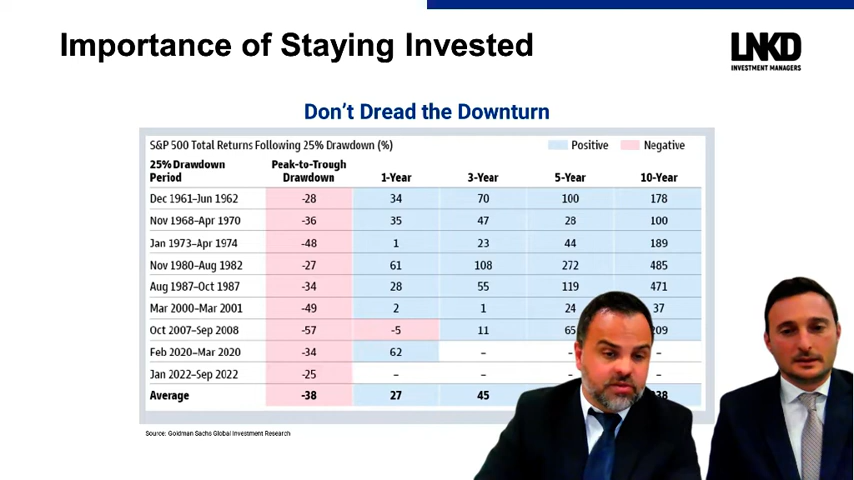 Importance of Staying Invested
LNKD
INVESTMENT MANAGERS
Don't Dread the Downturn
S&P 500 Total Returns Following 25% Drawdown (%) Positive Negative
25% Drawdown Period Peak-to-Trough Drawdown 1-Year 3-Year 5-Year 10-Year
Dec 1961–Jun 1962 -28 34 70 100 178
Nov 1968–Apr 1970 -36 35 47 28 100
Jan 1973–Apr 1974 -48 1 23 44 189
Nov 1980–Aug 1982 -27 61 108 272 485
Aug 1987–Oct 1987 -34 28 55 119 471
Mar 2000–Mar 2001 -49 2 1 24 37
Oct 2007–Sep 2008 -57 -5 11 65
Feb 2020–Mar 2020 -34 62 – – –
Jan 2022–Sep 2022 -25 – – – –
Average -38 27 45
Source: Goldman Sachs Global Investment Research